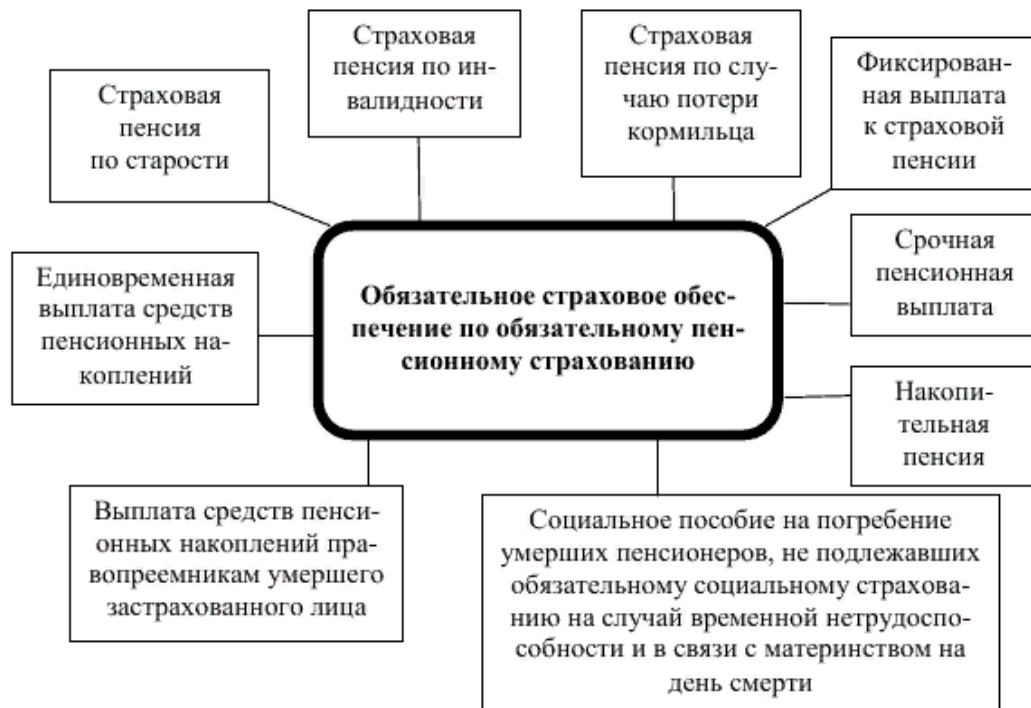 Страховая
пенсия
по старости
Страховая
пенсия по ин-
валидности
Страховая
пенсия по слу-
чаю потери
кормильца
Фиксирован-
ная выплата
к страховой
пенсии
Единовременная
выплата средств
пенсионных на-
коплений
Обязательное страховое обес-
печение по обязательному пен-
сионному страхованию
Срочная
пенсионная
выплата
Накопи-
тельная
пенсия
Выплата средств пенси-
онных накоплений пра-
вопреемникам умершего
застрахованного лица
Социальное пособие на погребение
умерших пенсионеров, не подлежавших
обязательному социальному страхова-
нию на случай временной нетрудоспо-
собности и в связи с материнством на
день смерти